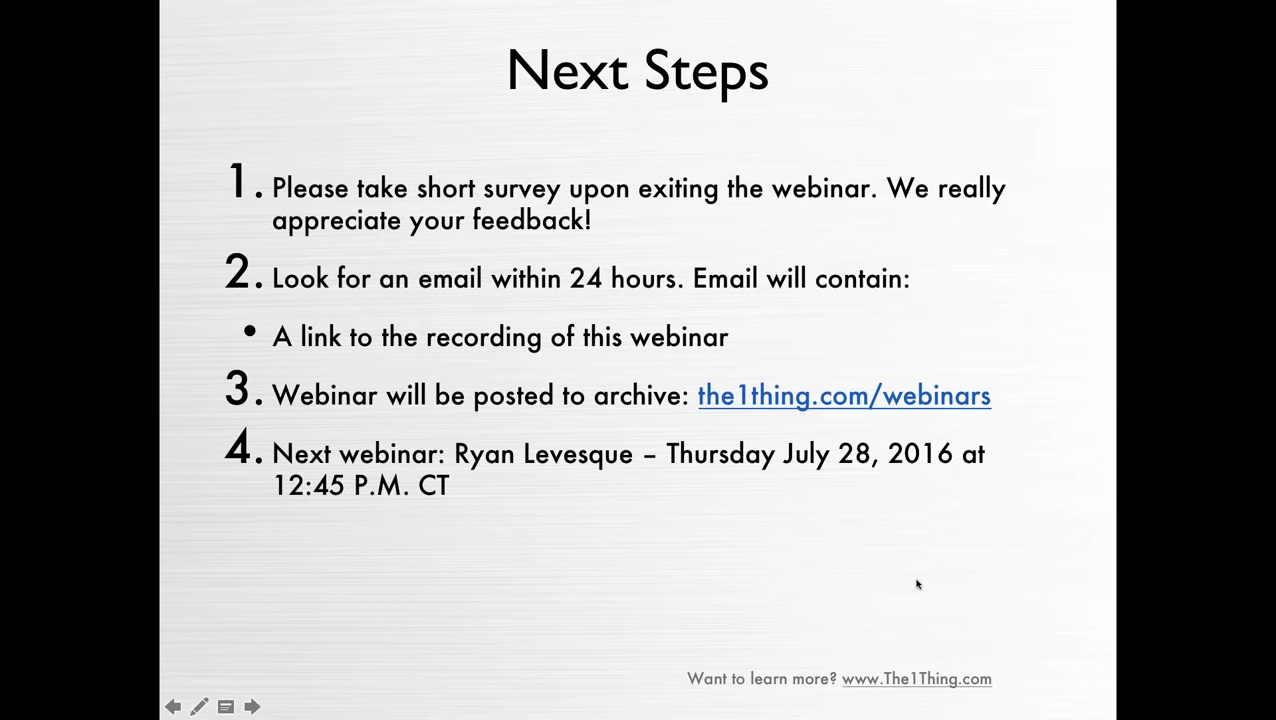 Next Steps
1. Please take short survey upon exiting the webinar. We really
appreciate your feedback!
2. Look for an email within 24 hours. Email will contain:
• A link to the recording of this webinar
3. Webinar will be posted to archive: the1thing.com/webinars
4. Next webinar: Ryan Levesque – Thursday July 28, 2016 at
12:45 P.M. CT
Want to learn more? www.The1Thing.com